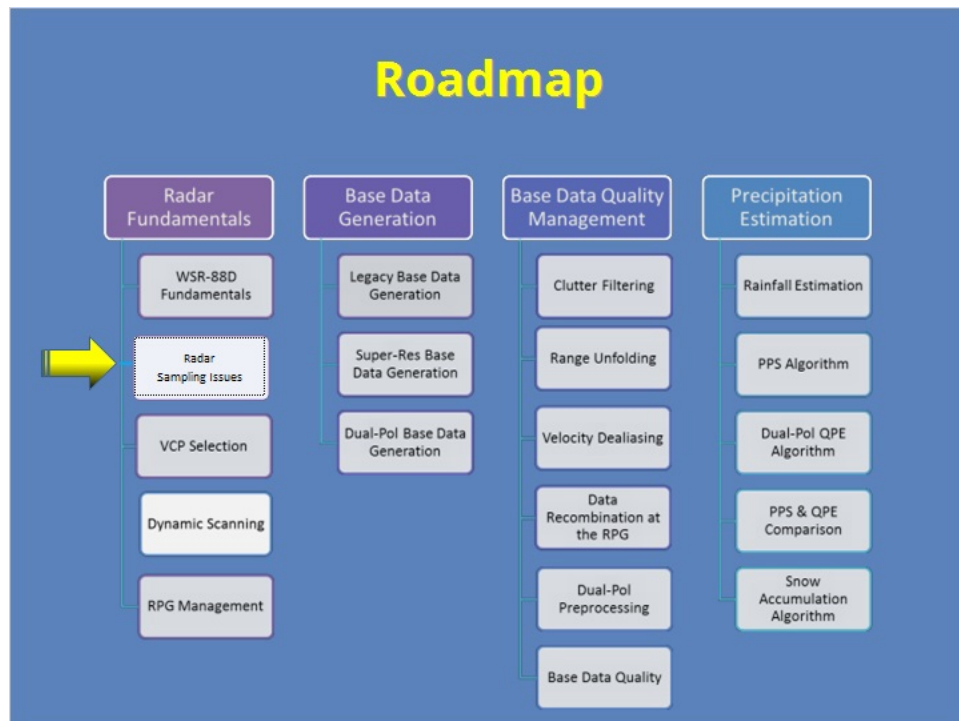 Roadmap
Radar
Fundamentals
WSR-88D
Fundamentals
Radar
Sampling Issues
VCP Selection
Dynamic Scanning
RPG Management
Base Data
Generation
Legacy Base Data
Generation
Super-Res Base
Data Generation
Dual-Pol Base Data
Generation
Base Data Quality
Management
Clutter Filtering
Range Unfolding
Velocity Dealiasing
Data
Recombination at
the RPG
Dual-Pol
Preprocessing
Base Data Quality
Precipitation
Estimation
Rainfall Estimation
PPS Algorithm
Dual-Pol QPE
Algorithm
PPS & QPE
Comparison
Snow
Accumulation
Algorithm